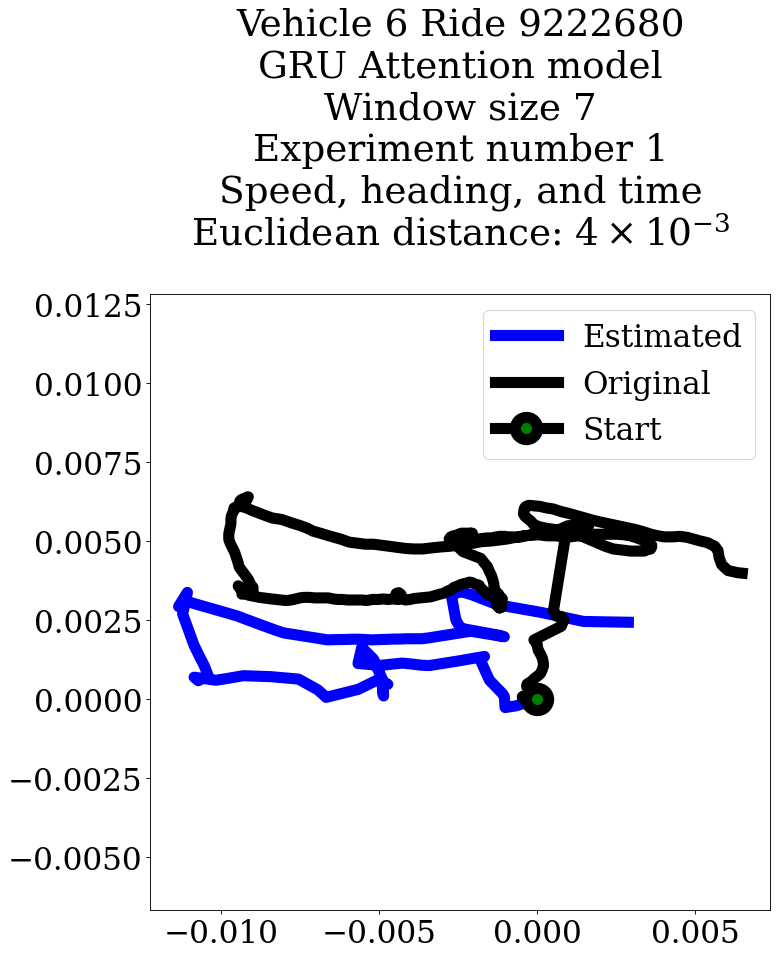 Vehicle 6 Ride 9222680
GRU Attention model
Window size 7
Experiment number 1
Speed, heading, and time
Euclidean distance: 4 × 10⁻³
Estimated
Original
Start
0.0125
0.0100
0.0075
0.0050
0.0025
0.0000
−0.0025
−0.0050
−0.010 −0.005 0.000 0.005